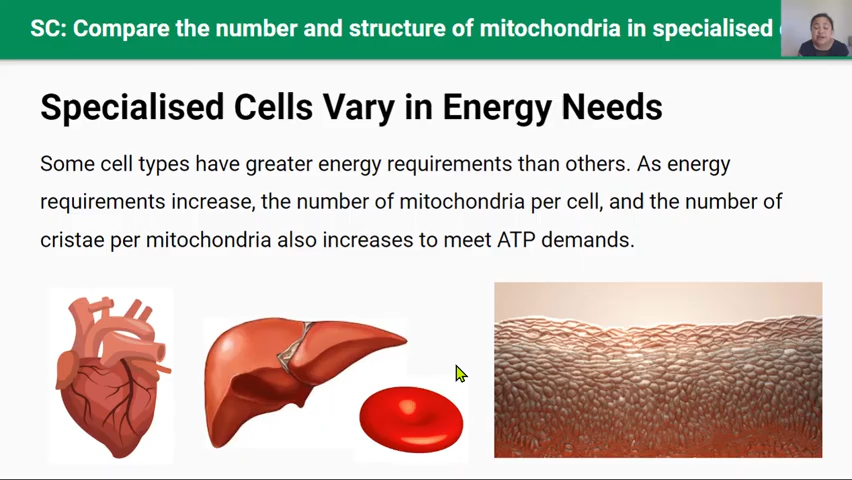 SC: Compare the number and structure of mitochondria in specialised
Specialised Cells Vary in Energy Needs
Some cell types have greater energy requirements than others. As energy
requirements increase, the number of mitochondria per cell, and the number of
cristae per mitochondria also increases to meet ATP demands.